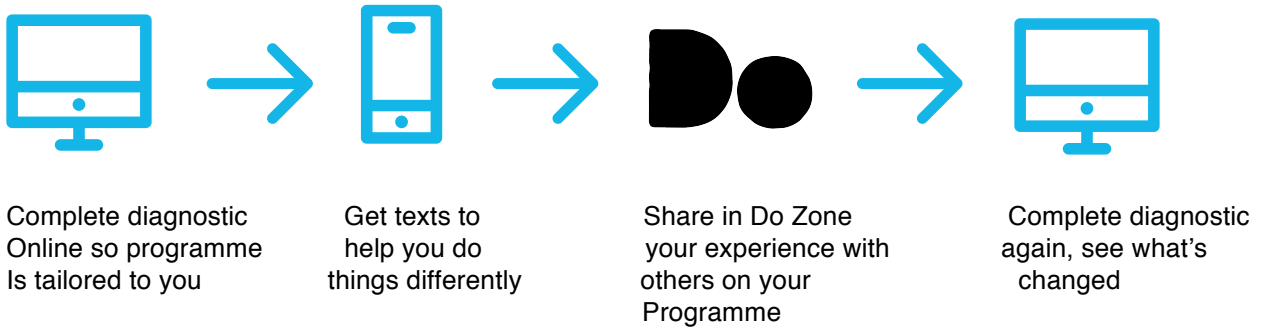 Do
Complete diagnostic
Online so programme
Is tailored to you
Get texts to
help you do
things differently
Share in Do Zone
your experience with
others on your
Programme
Complete diagnostic
again, see what's
changed